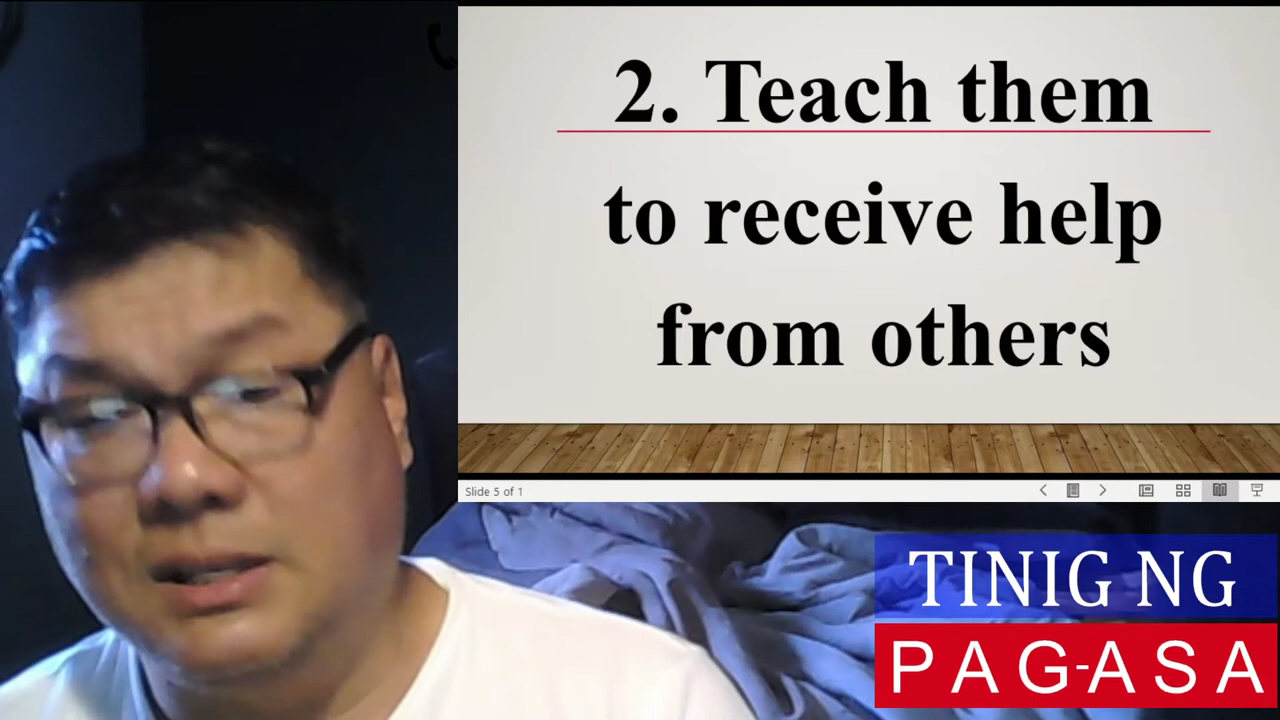 2. Teach them
to receive help
from others
Slide 5 of 1
TINIG NG
PAG-ASA